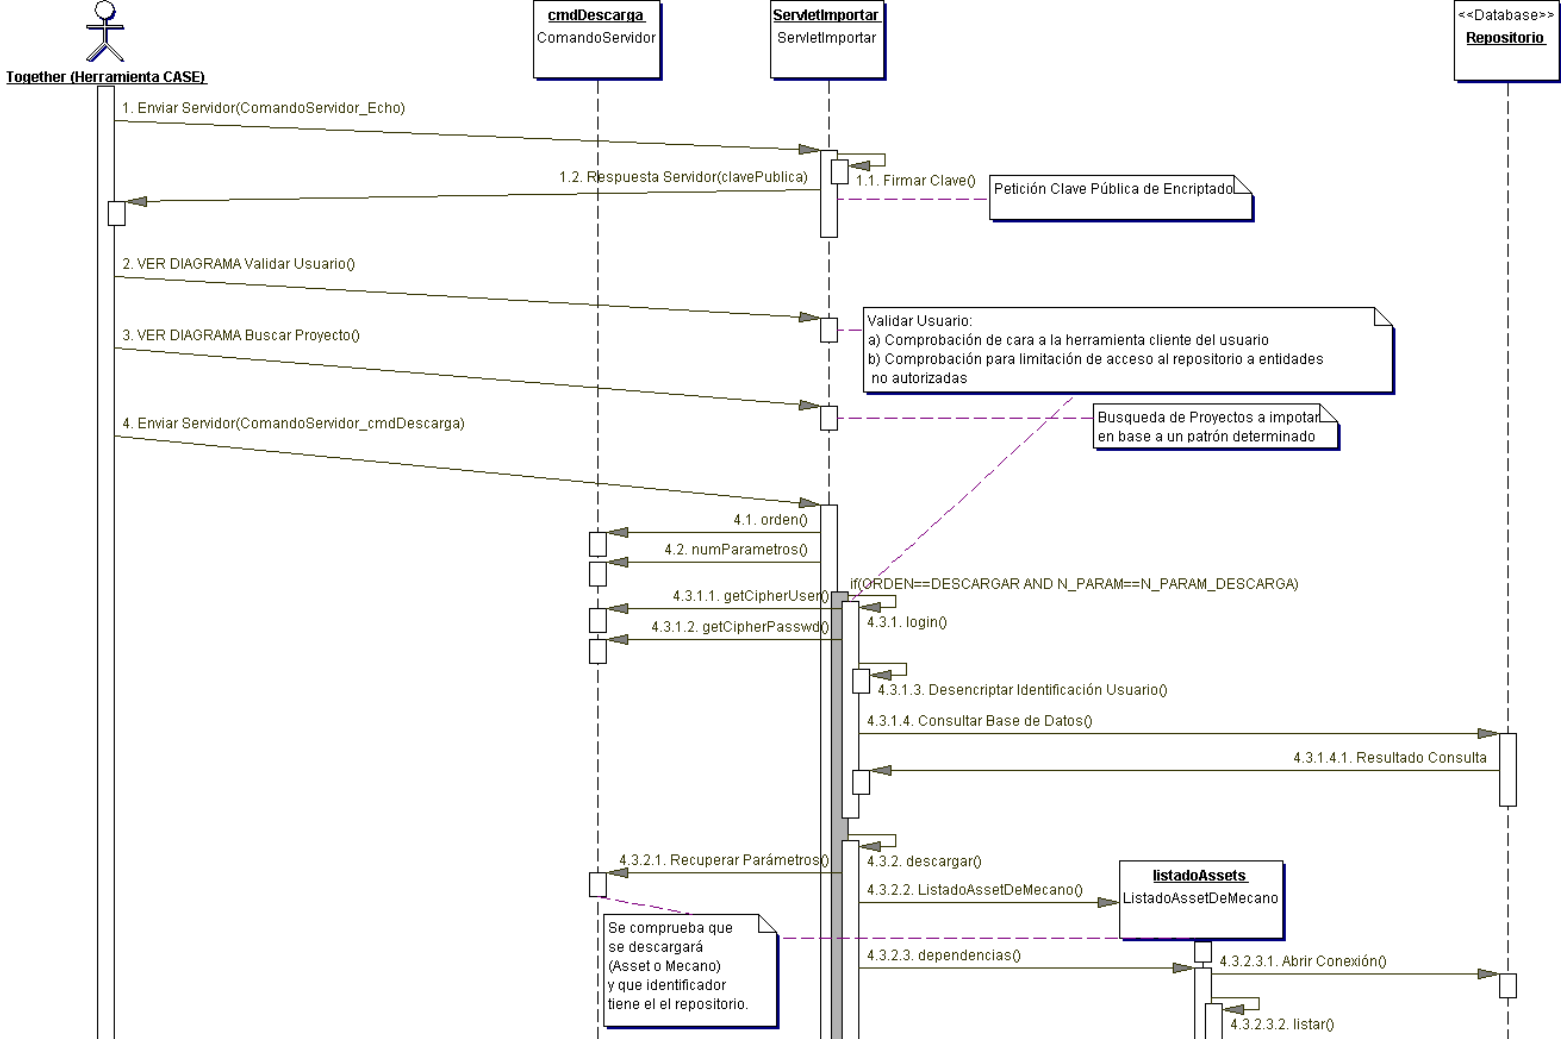 cmdDescarga
ComandoServidor
ServletImportar
ServletImportar
<<Database>>
Repositorio
Together (Herramienta CASE)
1. Enviar Servidor(ComandoServidor_Echo)
1.2. Respuesta Servidor(clavePublica)
1.1. Firmar Clave()
Petición Clave Pública de Encriptado
2. VER DIAGRAMA Validar Usuario()
Validar Usuario:
a) Comprobación de cara a la herramienta cliente del usuario
b) Comprobación para limitación de acceso al repositorio a entidades
no autorizadas
3. VER DIAGRAMA Buscar Proyecto()
Busqueda de Proyectos a impotar
en base a un patrón determinado
4. Enviar Servidor(ComandoServidor_cmdDescarga)
4.1. orden()
4.2. numParametros()
if(ORDEN==DESCARGAR AND N_PARAM==N_PARAM_DESCARGA)
4.3.1.1. getCipherUser()
4.3.1. login()
4.3.1.2. getCipherPasswd()
4.3.1.3. Desencriptar Identificación Usuario()
4.3.1.4. Consultar Base de Datos()
4.3.1.4.1. Resultado Consulta
4.3.2.1. Recuperar Parámetros()
4.3.2. descargar()
4.3.2.2. ListadoAssetDeMecano()
listadoAssets
ListadoAssetDeMecano
Se comprueba que
se descargará
(Asset o Mecano)
y que identificador
tiene el el repositorio.
4.3.2.3. dependencias()
4.3.2.3.1. Abrir Conexión()
4.3.2.3.2. listar()